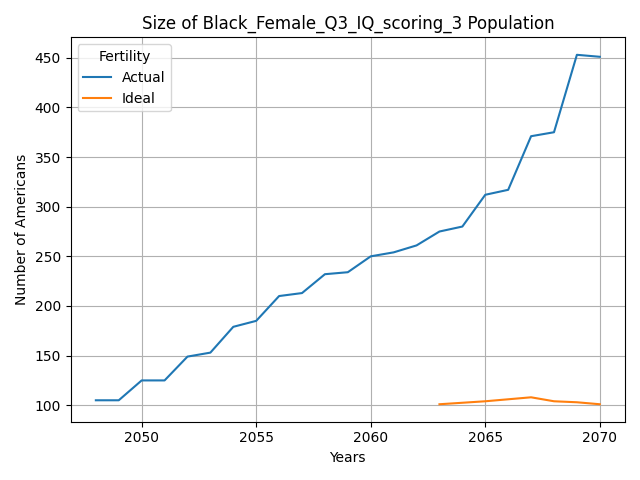 Size of Black_Female_Q3_IQ_scoring_3 Population
Fertility
Actual
Ideal
Number of Americans
450
400
350
300
250
200
150
100
2050 2055 2060 2065 2070
Years